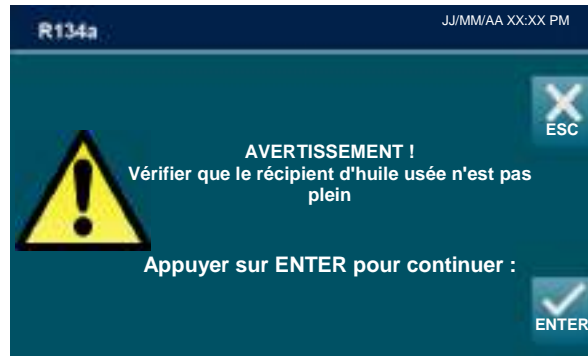 R134a
JJ/MM/AA XX:XX PM
ESC
AVERTISSEMENT !
Vérifier que le récipient d'huile usée n'est pas
plein
Appuyer sur ENTER pour continuer :
ENTER